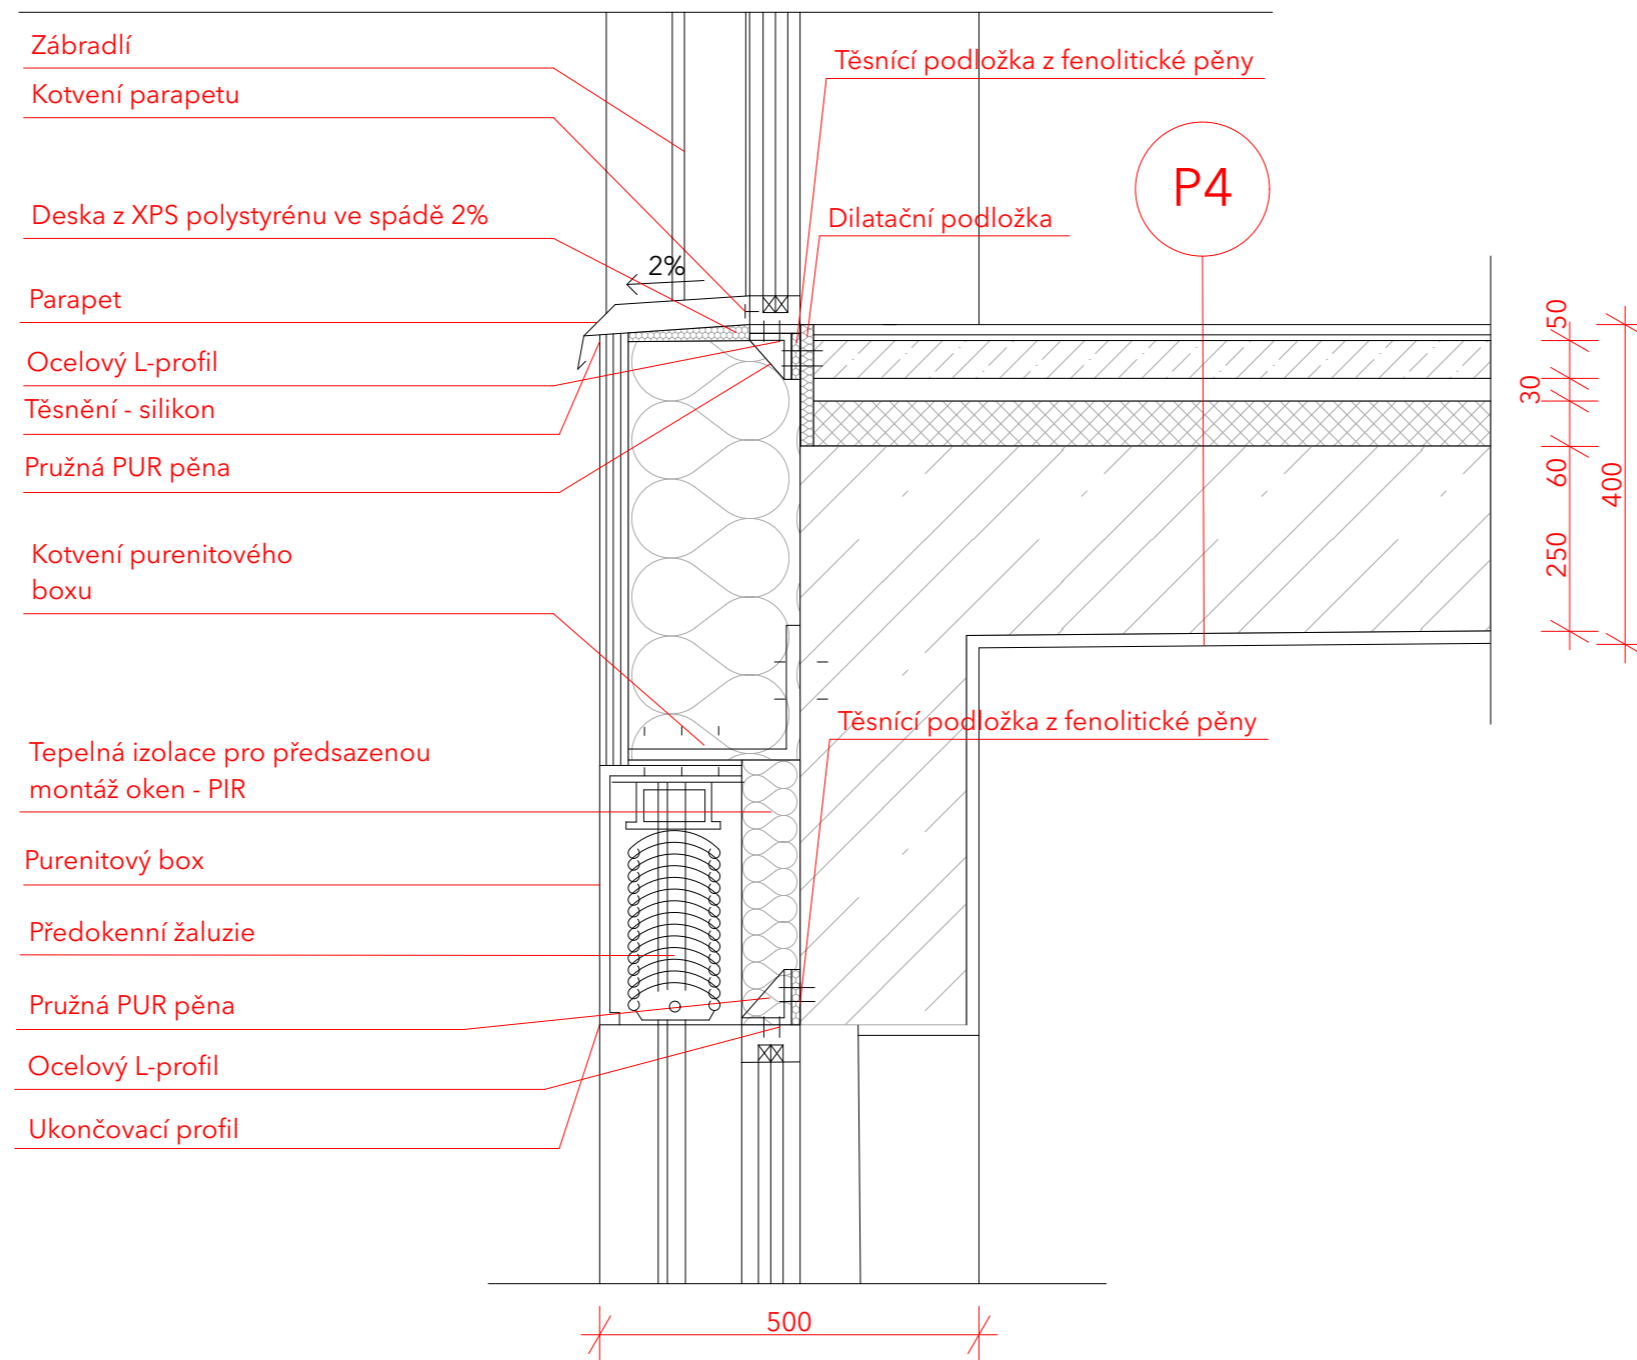 Zábradlí
Kotvení parapetu
Deska z XPS polystyrénu ve spádě 2%
Parapet
Ocelový L-profil
Těsnění - silikon
Pružná PUR pěna
Kotvení purenitového
boxu
Tepelná izolace pro předsazenou
montáž oken - PIR
Purenitový box
Předokenní žaluzie
Pružná PUR pěna
Ocelový L-profil
Ukončovací profil
2%
Těsnící podložka z fenolitické pěny
Dilatační podložka
P4
Těsnící podložka z fenolitické pěny
50
30
60
250
400
500